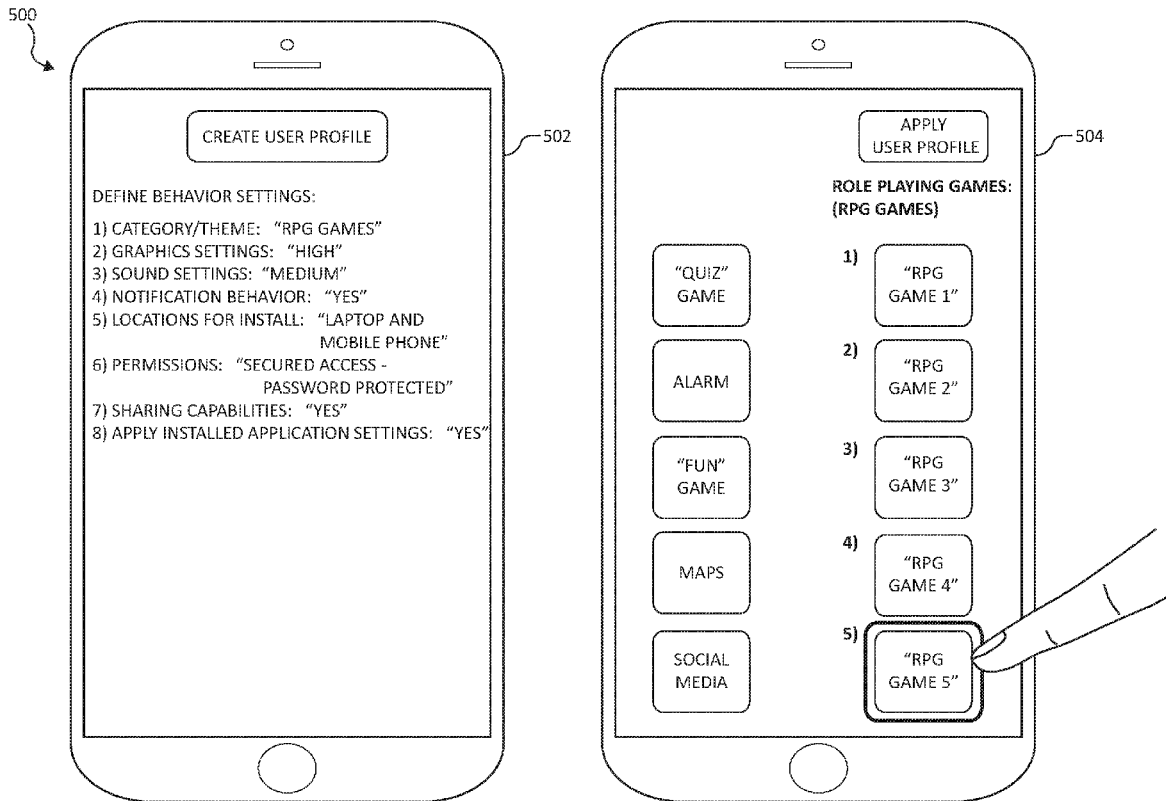 500
CREATE USER PROFILE
502
DEFINE BEHAVIOR SETTINGS:
1) CATEGORY/THEME: "RPG GAMES"
2) GRAPHICS SETTINGS: "HIGH"
3) SOUND SETTINGS: "MEDIUM"
4) NOTIFICATION BEHAVIOR: "YES"
5) LOCATIONS FOR INSTALL: "LAPTOP AND
MOBILE PHONE"
6) PERMISSIONS: "SECURED ACCESS -
PASSWORD PROTECTED"
7) SHARING CAPABILITIES: "YES"
8) APPLY INSTALLED APPLICATION SETTINGS: "YES"
APPLY
USER PROFILE
504
ROLE PLAYING GAMES:
(RPG GAMES)
"QUIZ"
GAME
1)
"RPG
GAME 1"
ALARM
2)
"RPG
GAME 2"
"FUN"
GAME
3)
"RPG
GAME 3"
MAPS
4)
"RPG
GAME 4"
SOCIAL
MEDIA
5)
"RPG
GAME 5"